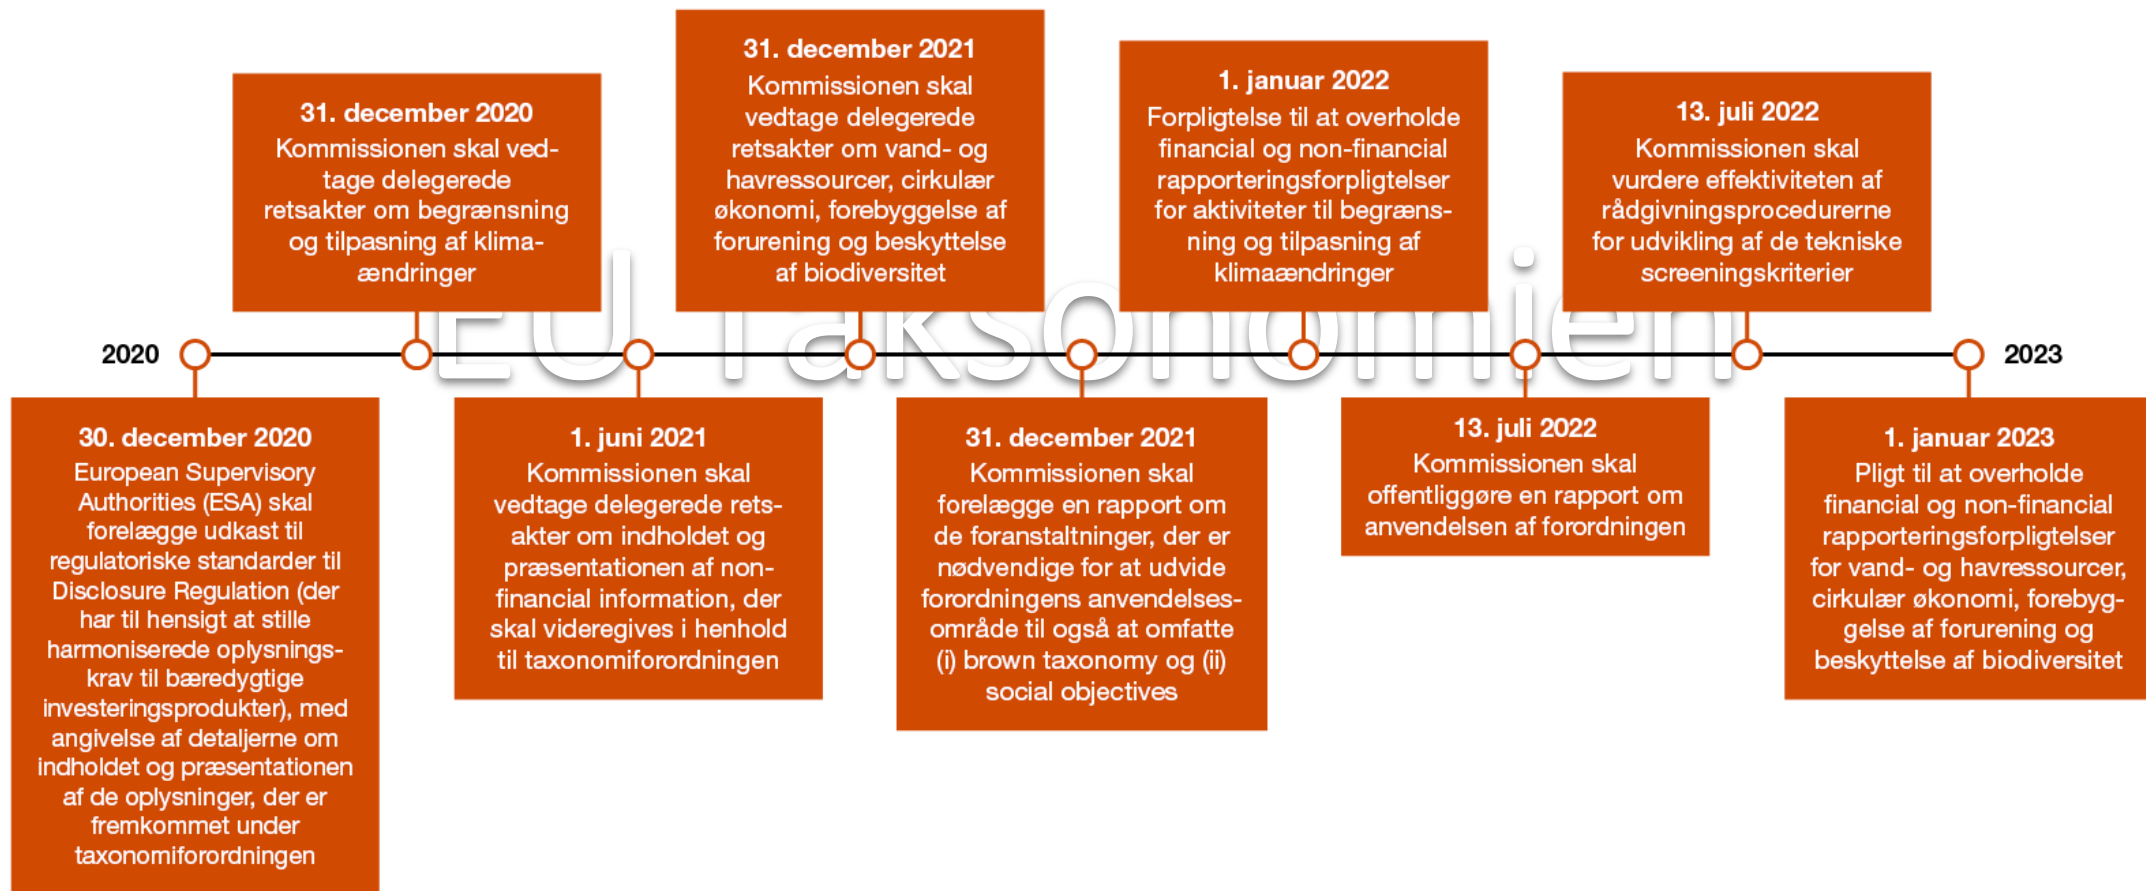 31. december 2020
Kommissionen skal ved-
tage delegerede
retsakter om begrænsning
og tilpasning af klima-
ændringer
31. december 2021
Kommissionen skal
vedtage delegerede
retsakter om vand- og
havressourcer, cirkulær
økonomi, forebyggelse af
forurening og beskyttelse
af biodiversitet
1. januar 2022
Forpligtelse til at overholde
financial og non-financial
rapporteringsforpligtelser
for aktiviteter til begræns-
ning og tilpasning af
klimaændringer
13. juli 2022
Kommissionen skal
vurdere effektiviteten af
rådgivningsprocedurerne
for udvikling af de tekniske
screeningskriterier
EU Taksonomien
2020
2023
30. december 2020
European Supervisory
Authorities (ESA) skal
forelægge udkast til
regulatoriske standarder til
Disclosure Regulation (der
har til hensigt at stille
harmoniserede oplysnings-
krav til bæredygtige
investeringsprodukter), med
angivelse af detaljerne om
indholdet og præsentationen
af de oplysninger, der er
fremkommet under
taxonomiforordningen
1. juni 2021
Kommissionen skal
vedtage delegerede rets-
akter om indholdet og
præsentationen af non-
financial information, der
skal videregives i henhold
til taxonomiforordningen
31. december 2021
Kommissionen skal
forelægge en rapport om
de foranstaltninger, der er
nødvendige for at udvide
forordningens anvendelses-
område til også at omfatte
(i) brown taxonomy og (ii)
social objectives
13. juli 2022
Kommissionen skal
offentliggøre en rapport om
anvendelsen af forordningen
1. januar 2023
Pligt til at overholde
financial og non-financial
rapporteringsforpligtelser
for vand- og havressourcer,
cirkulær økonomi, forebyg-
gelse af forurening og
beskyttelse af biodiversitet